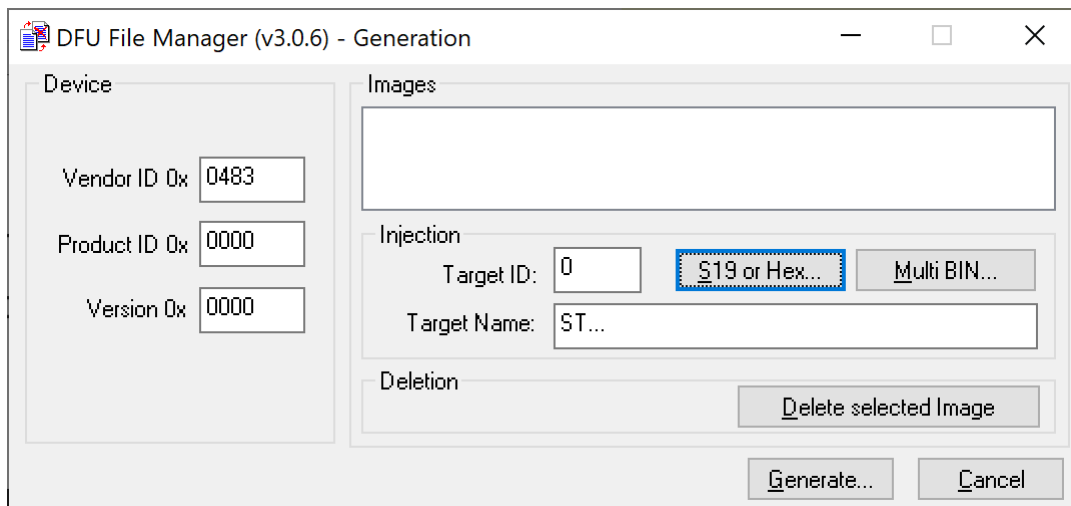 DFU File Manager (v3.0.6) - Generation
Device
Vendor ID 0x 0483
Product ID 0x 0000
Version 0x 0000
Images
Injection
Target ID: 0 S19 or Hex... Multi BIN...
Target Name: ST...
Deletion
Delete selected Image
Generate... Cancel